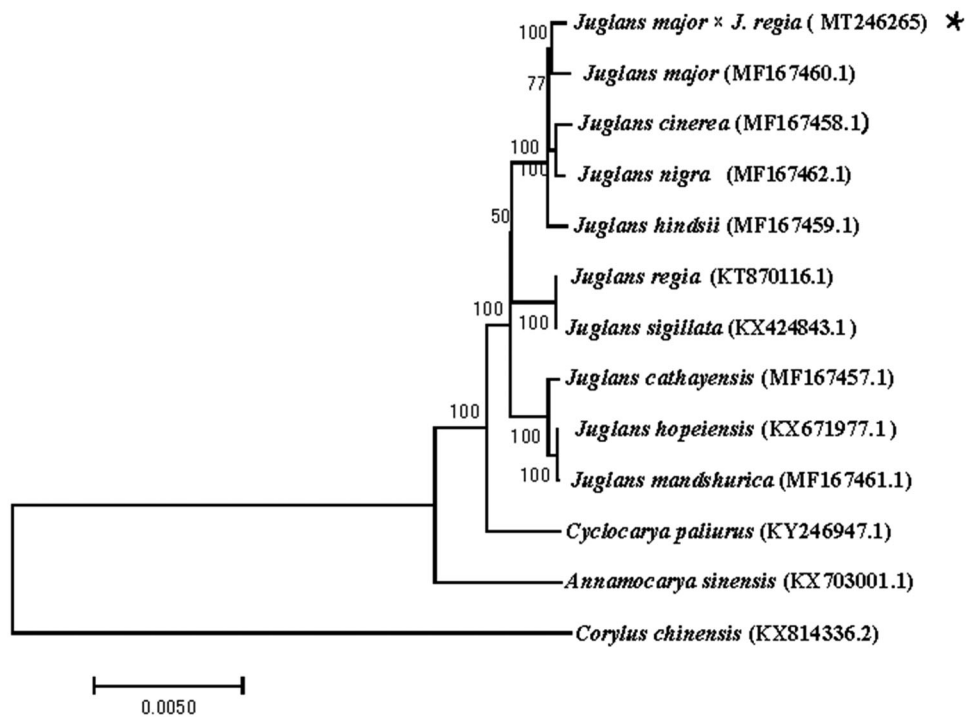 100
Juglans major × J. regia ( MT246265) *
77
Juglans major (MF167460.1)
Juglans cinerea (MF167458.1)
100
100
Juglans nigra (MF167462.1)
50
Juglans hindsii (MF167459.1)
Juglans regia (KT870116.1)
100
100
Juglans sigillata (KX424843.1)
Juglans cathayensis (MF167457.1)
100
100
Juglans hopeiensis (KX671977.1)
100
Juglans mandshurica (MF167461.1)
Cyclocarya paliurus (KY246947.1)
Annamocarya sinensis (KX703001.1)
Corylus chinensis (KX814336.2)
0.0050